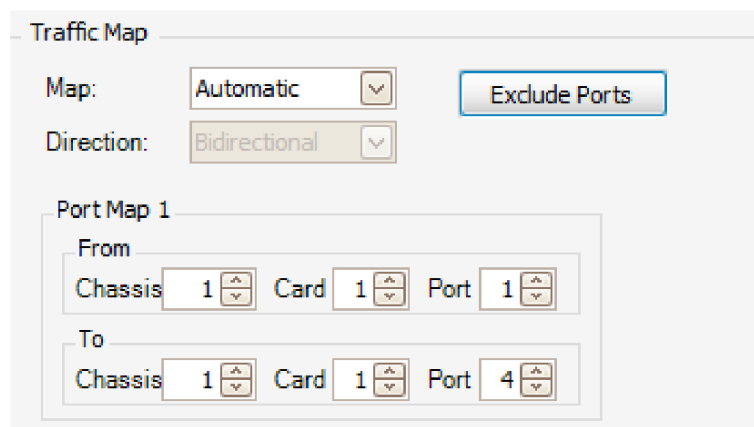 Traffic Map
Map: Automatic Exclude Ports
Direction: Bidirectional
Port Map 1
From
Chassis 1 Card 1 Port 1
To
Chassis 1 Card 1 Port 4